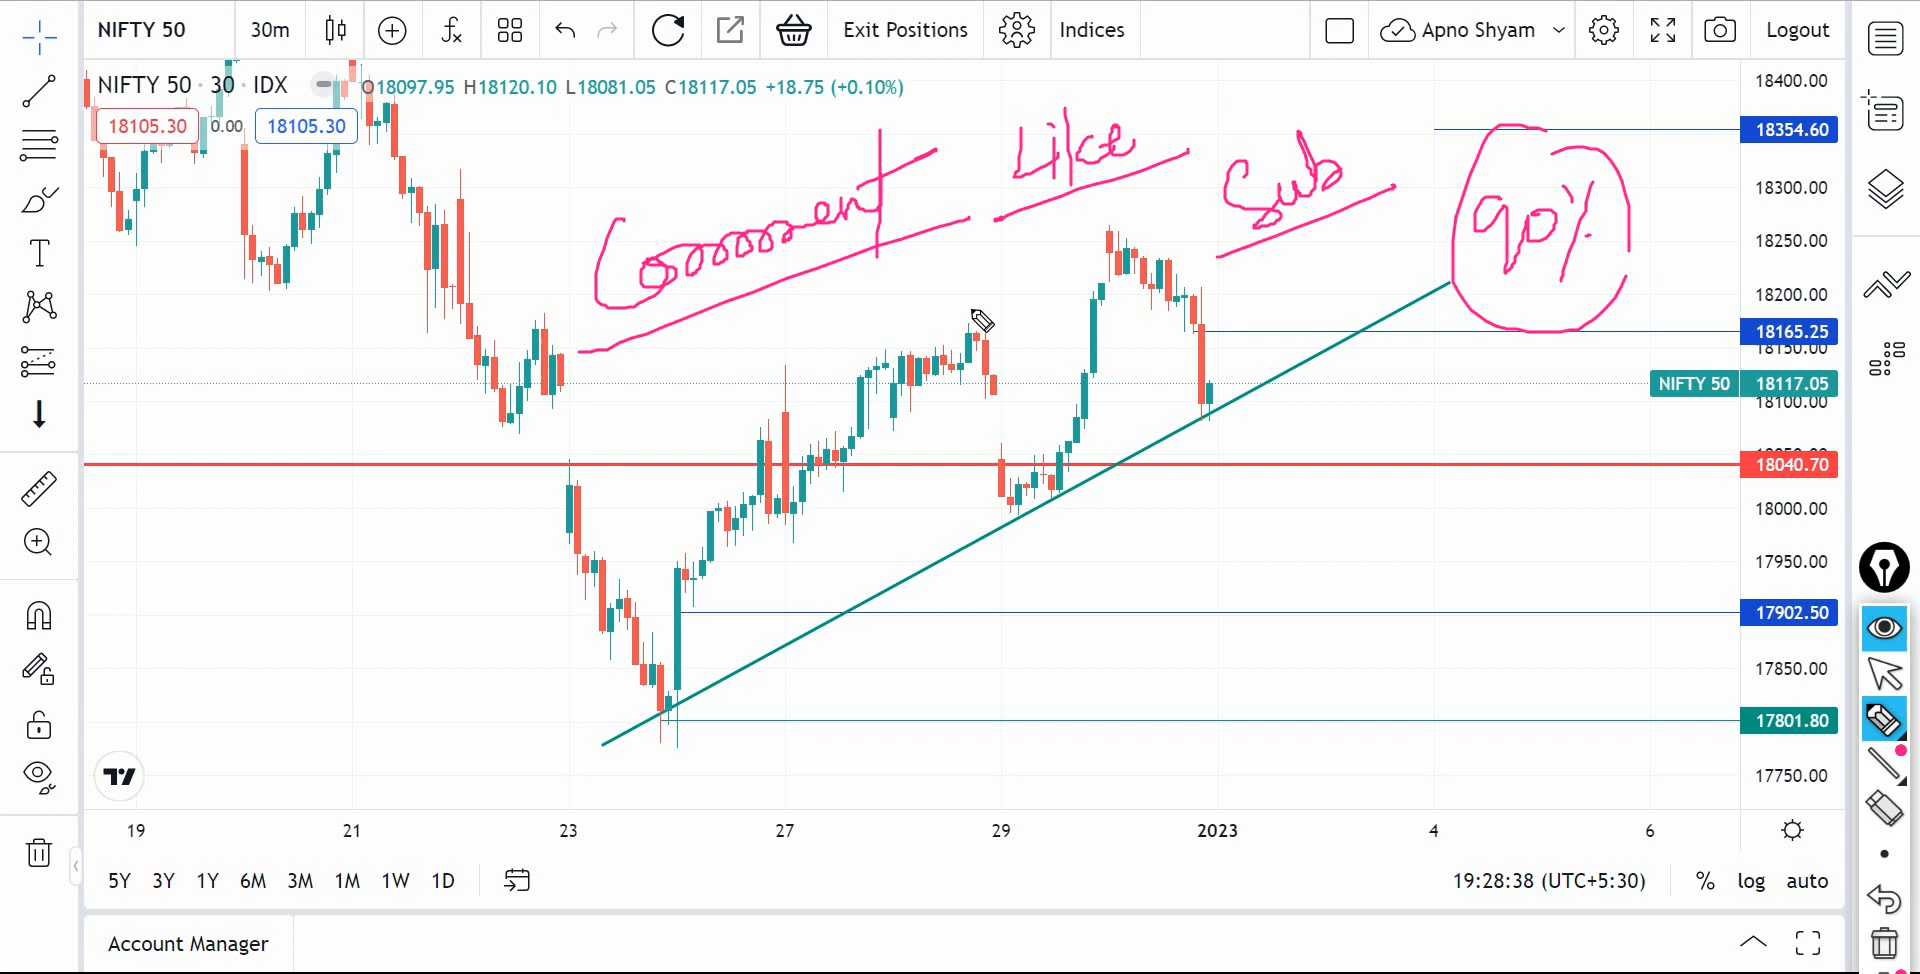 NIFTY 50 30m Exit Positions Indices Apno Shyam Logout
NIFTY 50 · 30 · IDX O18097.95 H18120.10 L18081.05 C18117.05 +18.75 (+0.10%)
18105.30 0.00 18105.30
Comment
Like
Sub
90%
18400.00
18354.60
18300.00
18250.00
18200.00
18165.25
18150.00
NIFTY 50 18117.05
18100.00
18040.70
18000.00
17950.00
17902.50
17850.00
17801.80
17750.00
19 21 23 27 29 2023 4 6
5Y 3Y 1Y 6M 3M 1M 1W 1D 19:28:38 (UTC+5:30) % log auto
Account Manager